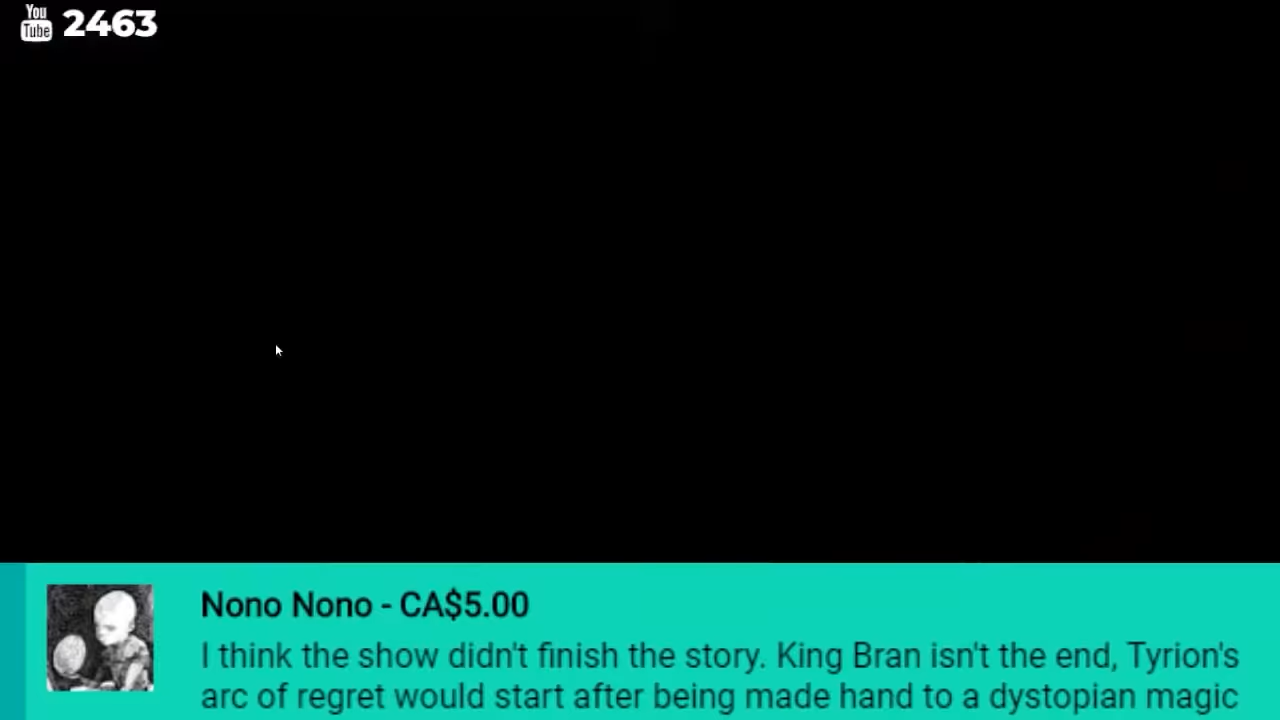 You
Tube 2463
Nono Nono - CA$5.00
I think the show didn't finish the story. King Bran isn't the end, Tyrion's
arc of regret would start after being made hand to a dystopian magic